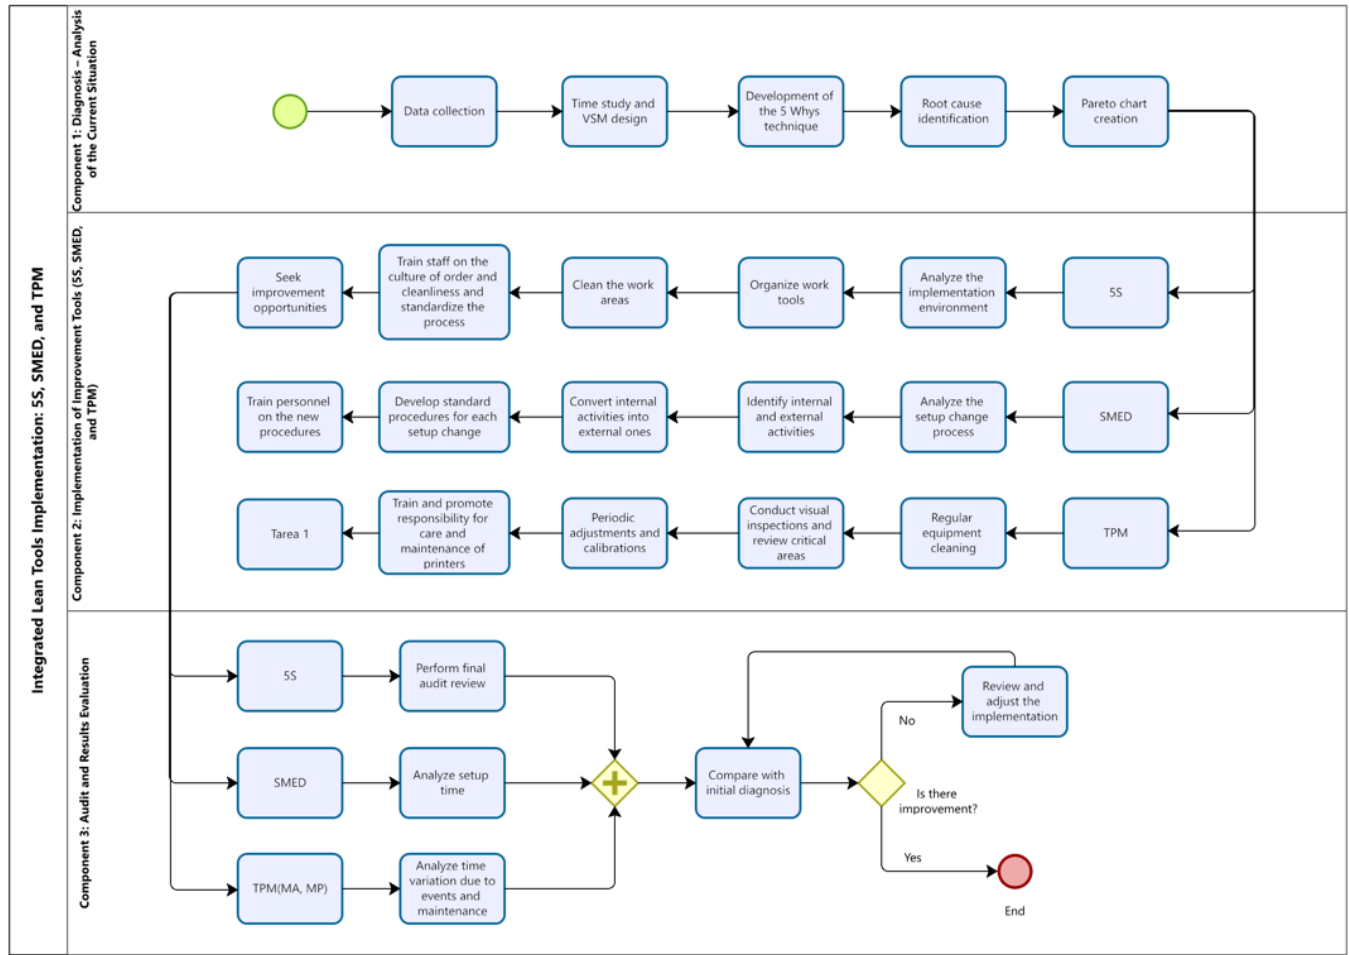 Integrated Lean Tools Implementation: 5S, SMED, and TPM
Component 1: Diagnosis – Analysis
of the Current Situation
Data collection
Time study and
VSM design
Development of
the 5 Whys
technique
Root cause
identification
Pareto chart
creation
Component 2: Implementation of Improvement Tools (5S, SMED,
and TPM)
Seek
improvement
opportunities
Train staff on the
culture of order and
cleanliness and
standardize the
process
Clean the work
areas
Organize work
tools
Analyze the
implementation
environment
5S
Train personnel
on the new
procedures
Develop standard
procedures for each
setup change
Convert internal
activities into
external ones
Identify internal
and external
activities
Analyze the
setup change
process
SMED
Tarea 1
Train and promote
responsibility for
care and
maintenance of
printers
Periodic
adjustments and
calibrations
Conduct visual
inspections and
review critical
areas
Regular
equipment
cleaning
TPM
Component 3: Audit and Results Evaluation
5S
Perform final
audit review
Review and
adjust the
implementation
No
SMED
Analyze setup
time
Compare with
initial diagnosis
Is there
improvement?
Yes
TPM(MA, MP)
Analyze time
variation due to
events and
maintenance
End